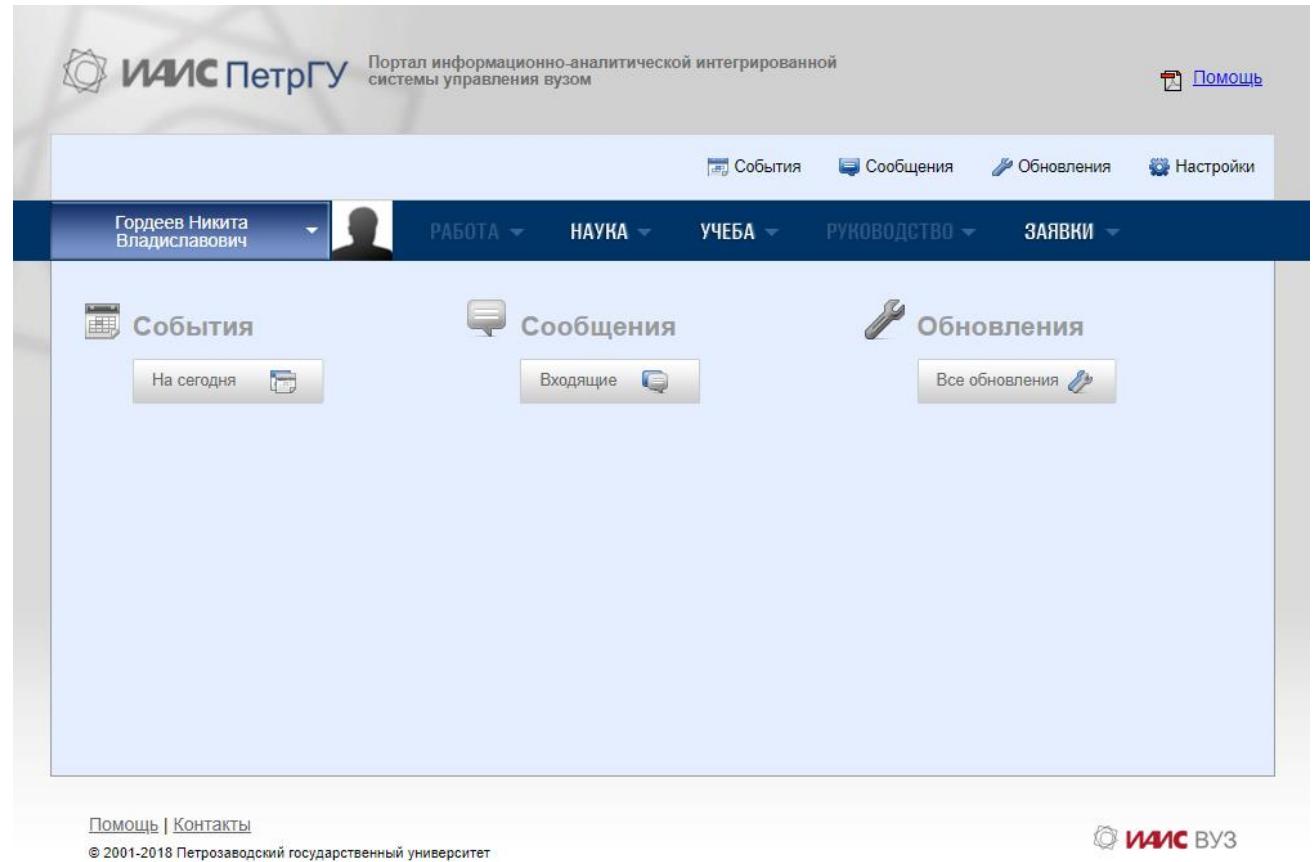 ИАИС ПетрГУ
Портал информационно-аналитической интегрированной
системы управления вузом
Помощь
События Сообщения Обновления Настройки
Гордеев Никита
Владиславович
РАБОТА НАУКА УЧЕБА РУКОВОДСТВО ЗАЯВКИ
События Сообщения Обновления
На сегодня Входящие Все обновления
Помощь | Контакты
© 2001-2018 Петрозаводский государственный университет
ИАИС ВУЗ